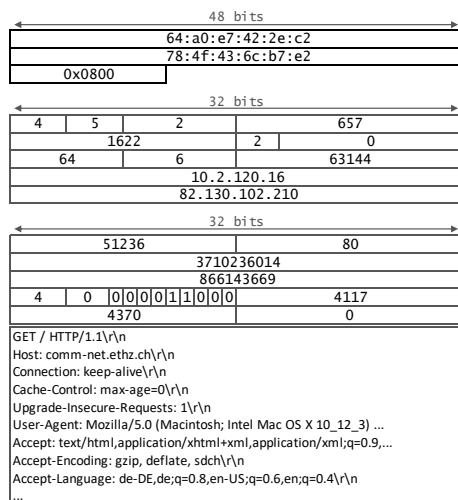 48 bits
64:a0:e7:42:2e:c2
78:4f:43:6c:b7:e2
0x0800
32 bits
4 5 2 657
1622 2 0
64 6 63144
10.2.120.16
82.130.102.210
32 bits
51236 80
3710236014
866143669
4 0 0 0 0 0 1 1 0 0 0 4117
4370 0
GET / HTTP/1.1\r\n
Host: comm-net.ethz.ch\r\n
Connection: keep-alive\r\n
Cache-Control: max-age=0\r\n
Upgrade-Insecure-Requests: 1\r\n
User-Agent: Mozilla/5.0 (Macintosh; Intel Mac OS X 10_12_3) ...
Accept: text/html,application/xhtml+xml,application/xml;q=0.9,...
Accept-Encoding: gzip, deflate, sdch\r\n
Accept-Language: de-DE,de;q=0.8,en-US;q=0.6,en;q=0.4\r\n
...